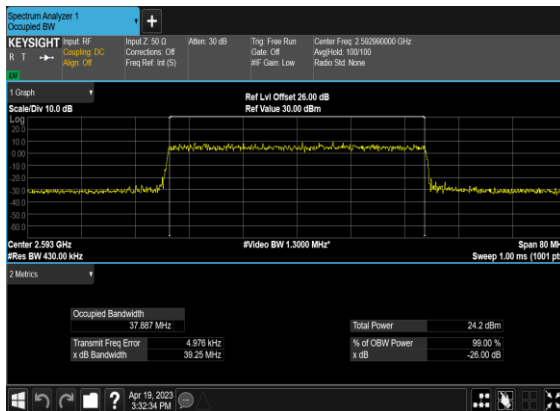 Spectrum Analyzer 1
Occupied BW
KEYSIGHT
R T
Input: RF
Coupling: DC
Align: Off
Input Z: 50 Ω
Corrections: Off
Freq Ref: Int (S)
Atten: 30 dB
Trig: Free Run
Gate: Off
#IF Gain: Low
Center Freq: 2.592990000 GHz
Avg|Hold: 100/100
Radio Std: None
1 Graph
Scale/Div 10.0 dB
Ref Lvl Offset 26.00 dB
Ref Value 30.00 dBm
Log
20.0
10.0
0.00
-10.0
-20.0
-30.0
-40.0
-50.0
-60.0
Center 2.593 GHz
#Res BW 430.00 kHz
#Video BW 1.3000 MHz*
Span 80 MH
Sweep 1.00 ms (1001 pts
2 Metrics
Occupied Bandwidth
37.887 MHz
Transmit Freq Error 4.976 kHz
x dB Bandwidth 39.25 MHz
Total Power 24.2 dBm
% of OBW Power 99.00 %
x dB -26.00 dB
Apr 19, 2023
3:32:34 PM